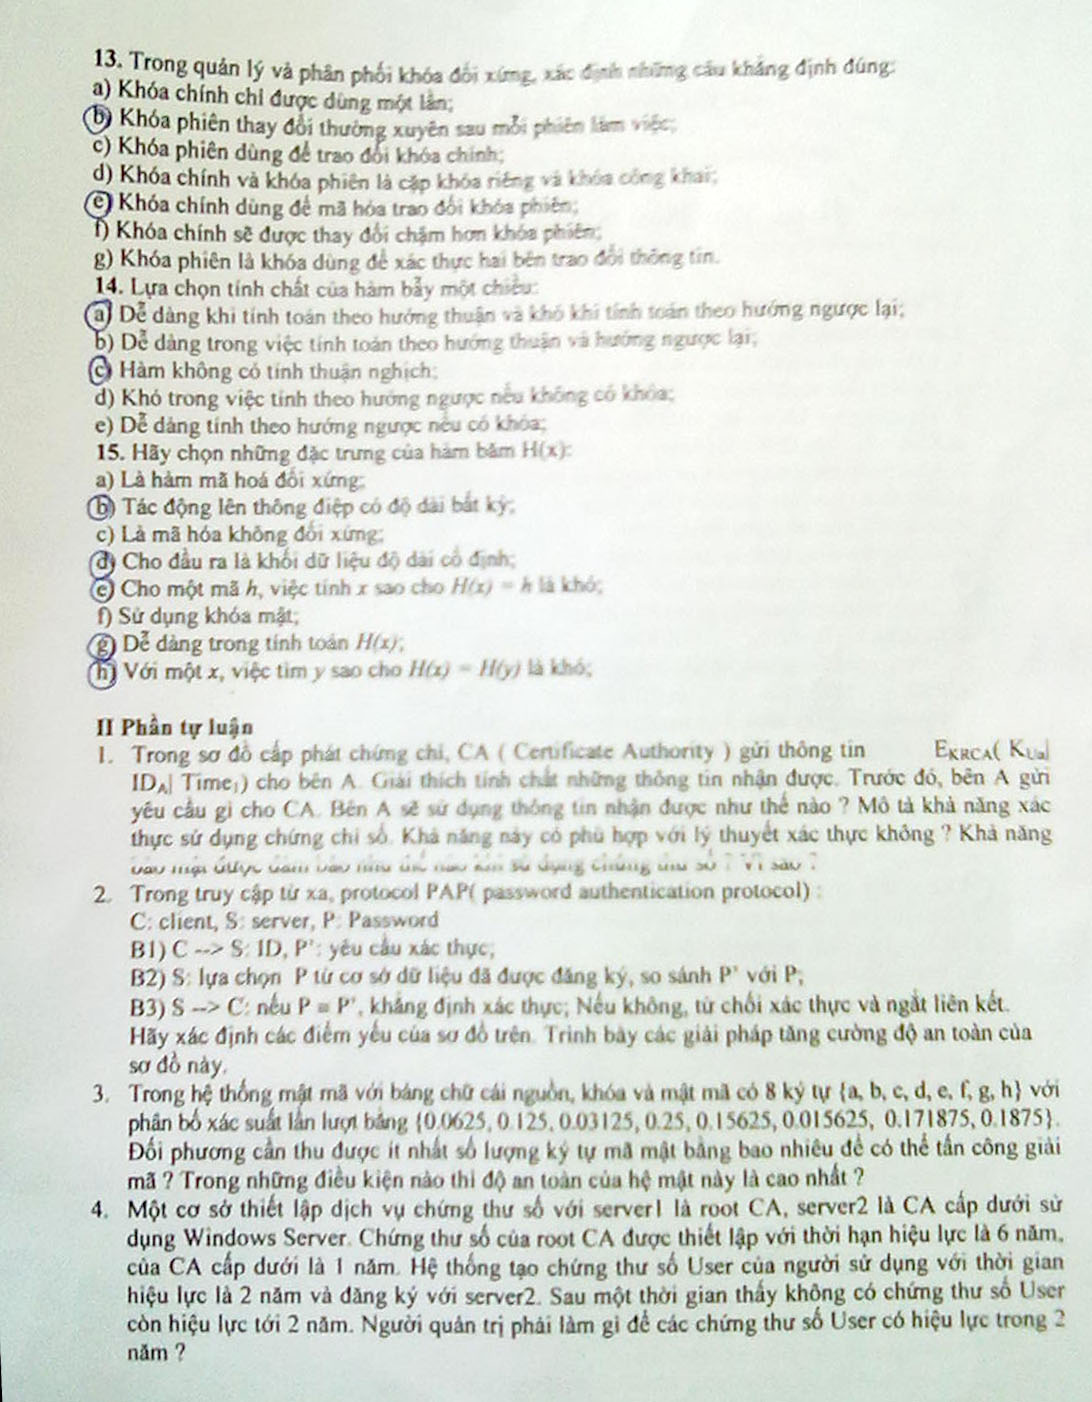 13. Trong quản lý và phân phối khóa đối xứng, xác định những câu khẳng định đúng:
a) Khóa chính chỉ được dùng một lần;
b) Khóa phiên thay đổi thường xuyên sau mỗi phiên làm việc;
c) Khóa phiên dùng để trao đổi khóa chính;
d) Khóa chính và khóa phiên là cặp khóa riêng và khóa công khai;
e) Khóa chính dùng để mã hóa trao đổi khóa phiên;
f) Khóa chính sẽ được thay đổi chậm hơn khóa phiên;
g) Khóa phiên là khóa dùng để xác thực hai bên trao đổi thông tin.
14. Lựa chọn tính chất của hàm bẫy một chiều:
a) Dễ dàng khi tính toán theo hướng thuận và khó khi tính toán theo hướng ngược lại;
b) Dễ dàng trong việc tính toán theo hướng thuận và hướng ngược lại;
c) Hàm không có tính thuận nghịch;
d) Khó trong việc tính theo hướng ngược nếu không có khóa;
e) Dễ dàng tính theo hướng ngược nếu có khóa;
15. Hãy chọn những đặc trưng của hàm băm H(x):
a) Là hàm mã hoá đối xứng;
b) Tác động lên thông điệp có độ dài bất kỳ;
c) Là mã hóa không đối xứng;
d) Cho đầu ra là khối dữ liệu độ dài cố định;
e) Cho một mã h, việc tính x sao cho H(x) = h là khó;
f) Sử dụng khóa mật;
g) Dễ dàng trong tính toán H(x);
h) Với một x, việc tìm y sao cho H(x) = H(y) là khó;
II Phần tự luận
1. Trong sơ đồ cấp phát chứng chỉ, CA ( Certificate Authority ) gửi thông tin E_KRCA( K_Ua|
ID_A| Time_1) cho bên A. Giải thích tính chất những thông tin nhận được. Trước đó, bên A gửi
yêu cầu gì cho CA. Bên A sẽ sử dụng thông tin nhận được như thế nào ? Mô tả khả năng xác
thực sử dụng chứng chỉ số. Khả năng này có phù hợp với lý thuyết xác thực không ? Khả năng
bảo mật được đảm bảo như thế nào khi sử dụng chứng thư số ? Vì sao ?
2. Trong truy cập từ xa, protocol PAP( password authentication protocol) :
C: client, S: server, P: Password
B1) C --> S: ID, P': yêu cầu xác thực;
B2) S: lựa chọn P từ cơ sở dữ liệu đã được đăng ký, so sánh P' với P;
B3) S --> C: nếu P ≡ P', khẳng định xác thực; Nếu không, từ chối xác thực và ngắt liên kết.
Hãy xác định các điểm yếu của sơ đồ trên. Trình bày các giải pháp tăng cường độ an toàn của
sơ đồ này.
3. Trong hệ thống mật mã với bảng chữ cái nguồn, khóa và mật mã có 8 ký tự {a, b, c, d, e, f, g, h} với
phân bố xác suất lần lượt bằng {0.0625, 0.125, 0.03125, 0.25, 0.15625, 0.015625, 0.171875, 0.1875}.
Đối phương cần thu được ít nhất số lượng ký tự mã mật bằng bao nhiêu để có thể tấn công giải
mã ? Trong những điều kiện nào thì độ an toàn của hệ mật này là cao nhất ?
4. Một cơ sở thiết lập dịch vụ chứng thư số với server1 là root CA, server2 là CA cấp dưới sử
dụng Windows Server. Chứng thư số của root CA được thiết lập với thời hạn hiệu lực là 6 năm,
của CA cấp dưới là 1 năm. Hệ thống tạo chứng thư số User của người sử dụng với thời gian
hiệu lực là 2 năm và đăng ký với server2. Sau một thời gian thấy không có chứng thư số User
còn hiệu lực tới 2 năm. Người quản trị phải làm gì để các chứng thư số User có hiệu lực trong 2
năm ?